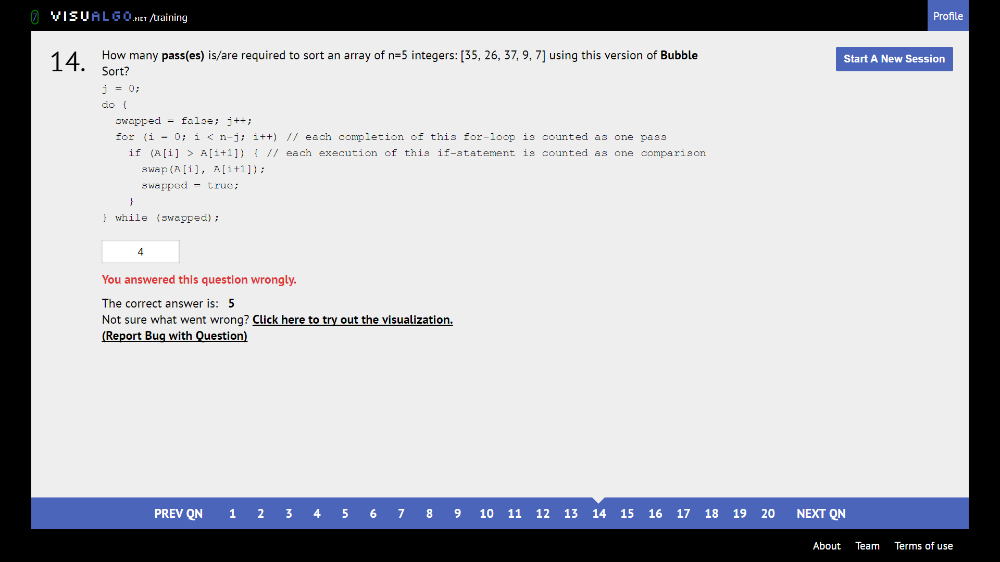 7 VISUALGO.NET /training
Profile
14. How many pass(es) is/are required to sort an array of n=5 integers: [35, 26, 37, 9, 7] using this version of Bubble
Sort?
Start A New Session
j = 0;
do {
  swapped = false; j++;
  for (i = 0; i < n-j; i++) // each completion of this for-loop is counted as one pass
    if (A[i] > A[i+1]) { // each execution of this if-statement is counted as one comparison
      swap(A[i], A[i+1]);
      swapped = true;
    }
} while (swapped);
4
You answered this question wrongly.
The correct answer is: 5
Not sure what went wrong? Click here to try out the visualization.
(Report Bug with Question)
PREV QN 1 2 3 4 5 6 7 8 9 10 11 12 13 14 15 16 17 18 19 20 NEXT QN
About Team Terms of use